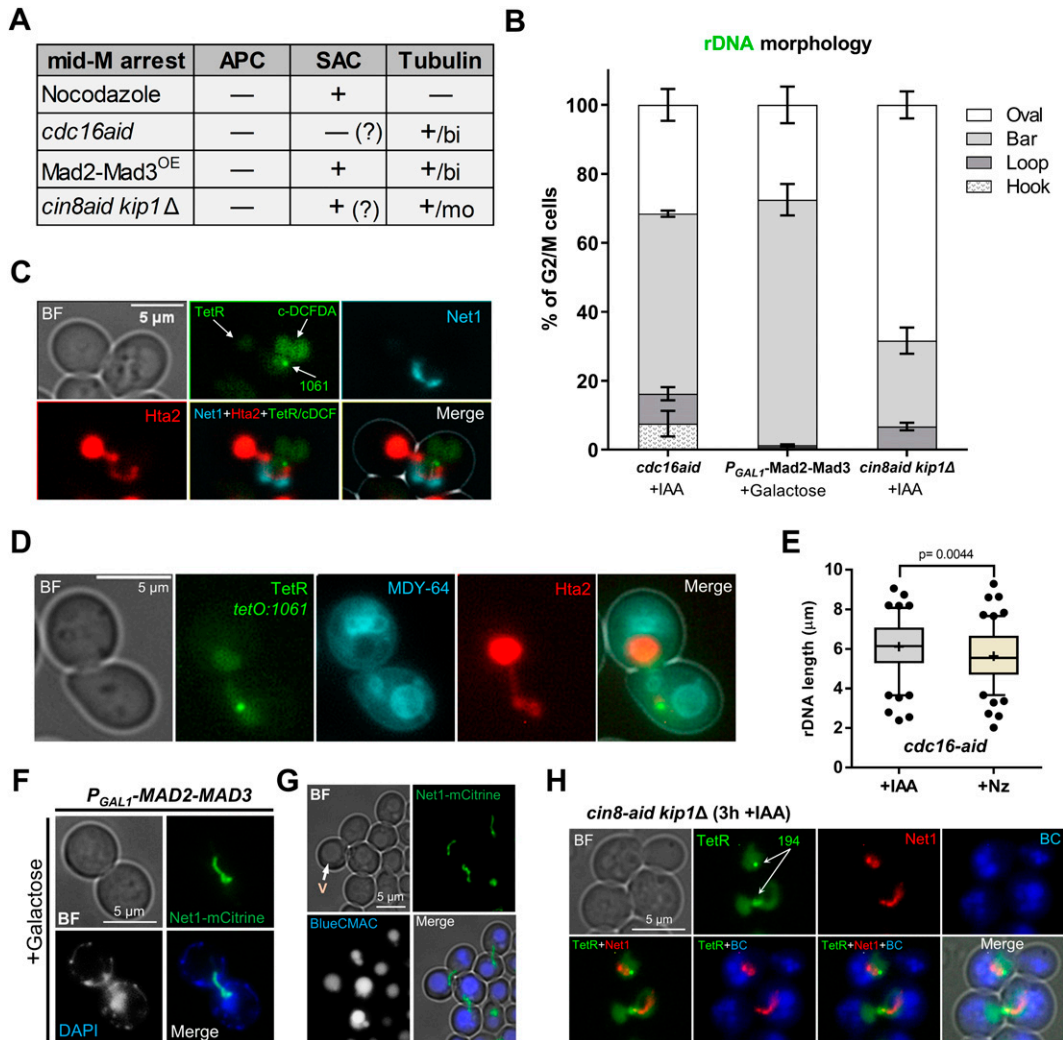 A
mid-M arrest APC SAC Tubulin
Nocodazole — + —
cdc16aid — — (?) +/bi
Mad2-Mad3OE — + +/bi
cin8aid kip1Δ — + (?) +/mo
B
rDNA morphology
% of G2/M cells
100
80
60
40
20
0
Oval
Bar
Loop
Hook
cdc16aid
+IAA
PGAL1-Mad2-Mad3
+Galactose
cin8aid kip1Δ
+IAA
C
BF
5 µm
TetR
c-DCFDA
1061
Net1
Hta2
Net1+Hta2+TetR/cDCF
Merge
D
BF
5 µm
TetR
tetO:1061
MDY-64
Hta2
Merge
E
p= 0.0044
rDNA length (µm)
10
8
6
4
2
0
cdc16-aid
+IAA
+Nz
F
PGAL1-MAD2-MAD3
+Galactose
BF
5 µm
Net1-mCitrine
DAPI
Merge
G
BF
V
5 µm
Net1-mCitrine
BlueCMAC
Merge
H
cin8-aid kip1Δ (3h +IAA)
BF
5 µm
TetR
194
Net1
BC
TetR+Net1
TetR+BC
TetR+Net1+BC
Merge